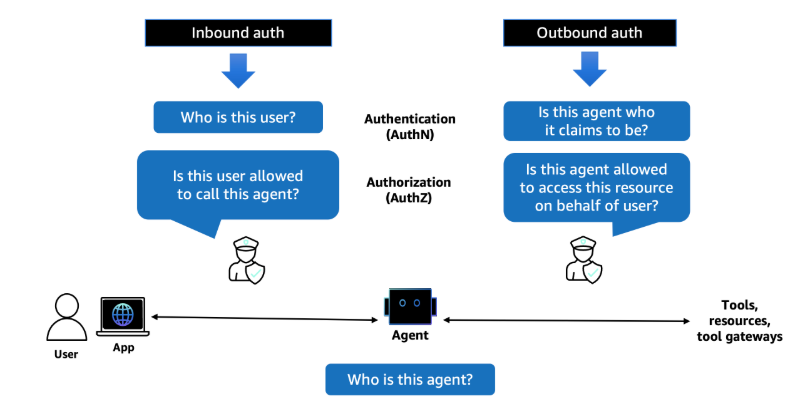 Inbound auth
Outbound auth
Who is this user?
Authentication
(AuthN)
Is this agent who
it claims to be?
Is this user allowed
to call this agent?
Authorization
(AuthZ)
Is this agent allowed
to access this resource
on behalf of user?
User
App
Agent
Tools,
resources,
tool gateways
Who is this agent?